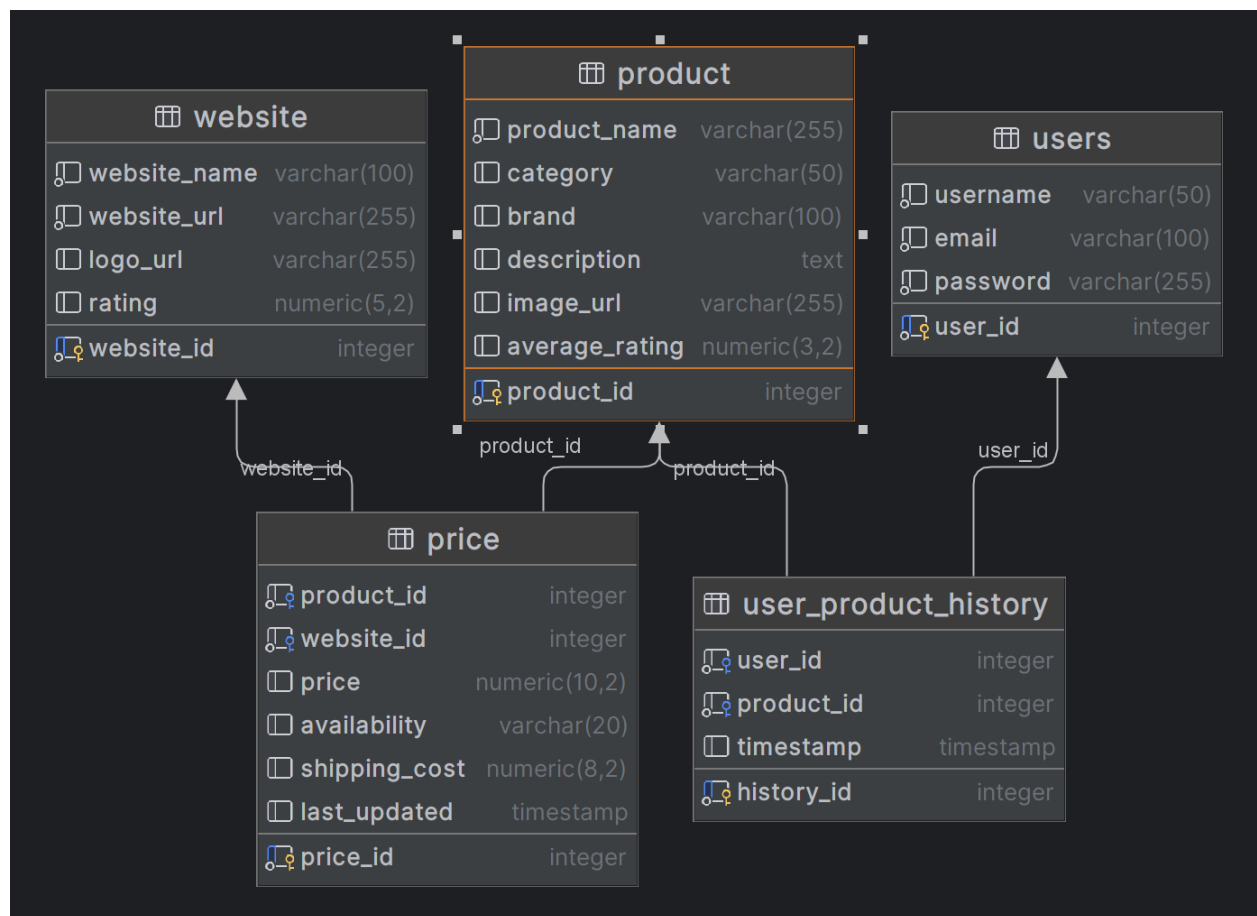 website
website_name varchar(100)
website_url varchar(255)
logo_url varchar(255)
rating numeric(5,2)
website_id integer
product
product_name varchar(255)
category varchar(50)
brand varchar(100)
description text
image_url varchar(255)
average_rating numeric(3,2)
product_id integer
users
username varchar(50)
email varchar(100)
password varchar(255)
user_id integer
website_id
product_id
product_id
user_id
price
product_id integer
website_id integer
price numeric(10,2)
availability varchar(20)
shipping_cost numeric(8,2)
last_updated timestamp
price_id integer
user_product_history
user_id integer
product_id integer
timestamp timestamp
history_id integer